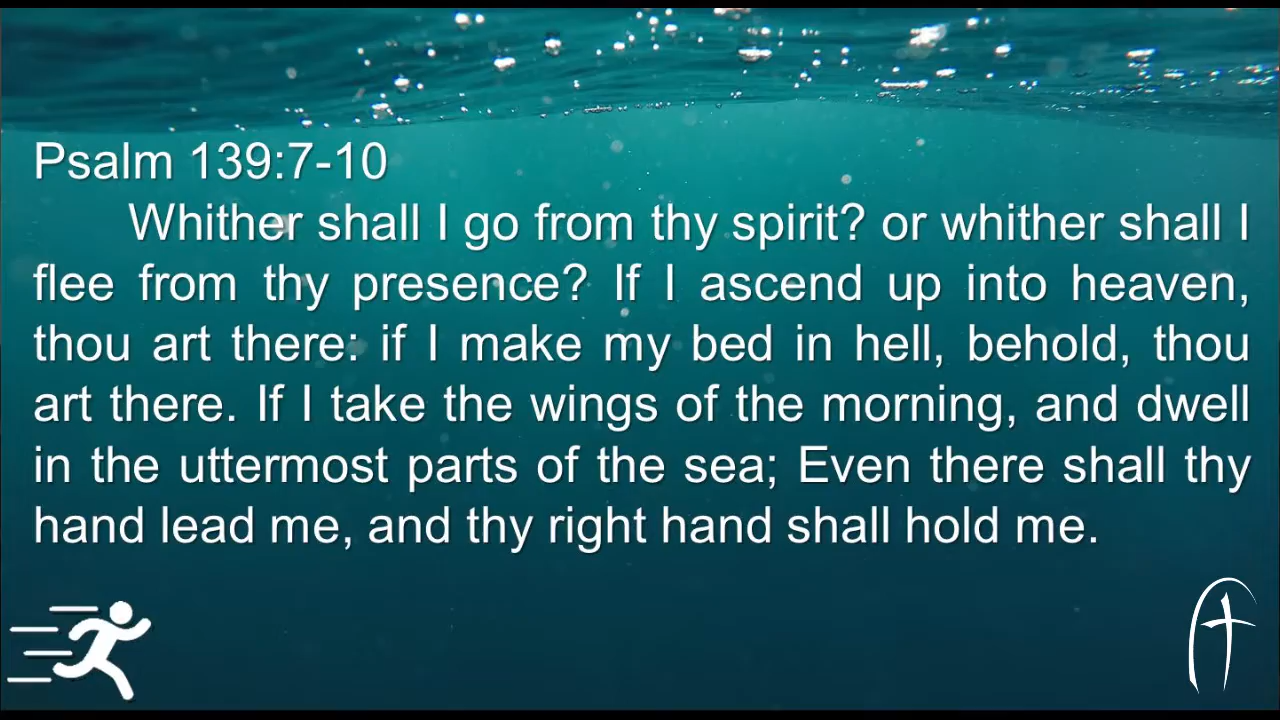 Psalm 139:7-10
Whither shall I go from thy spirit? or whither shall I
flee from thy presence? If I ascend up into heaven,
thou art there: if I make my bed in hell, behold, thou
art there. If I take the wings of the morning, and dwell
in the uttermost parts of the sea; Even there shall thy
hand lead me, and thy right hand shall hold me.